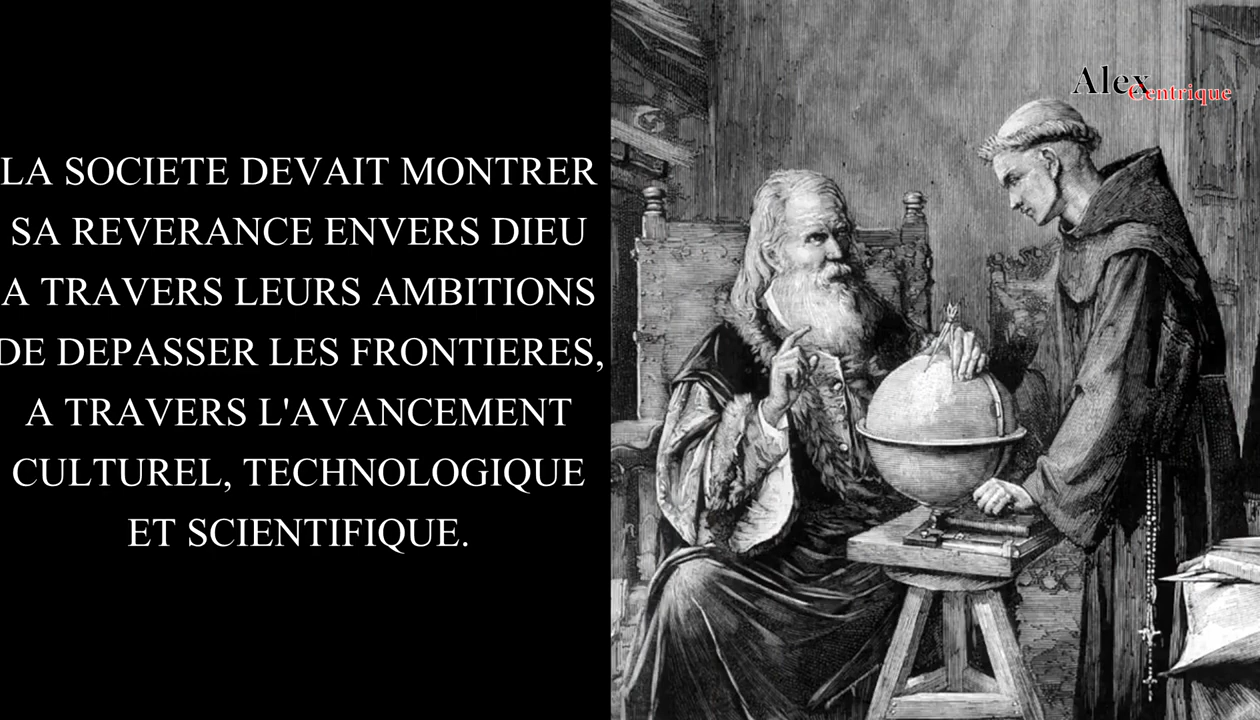 LA SOCIETE DEVAIT MONTRER
SA REVERANCE ENVERS DIEU
A TRAVERS LEURS AMBITIONS
DE DEPASSER LES FRONTIERES,
A TRAVERS L'AVANCEMENT
CULTUREL, TECHNOLOGIQUE
ET SCIENTIFIQUE.
Alex
Centrique